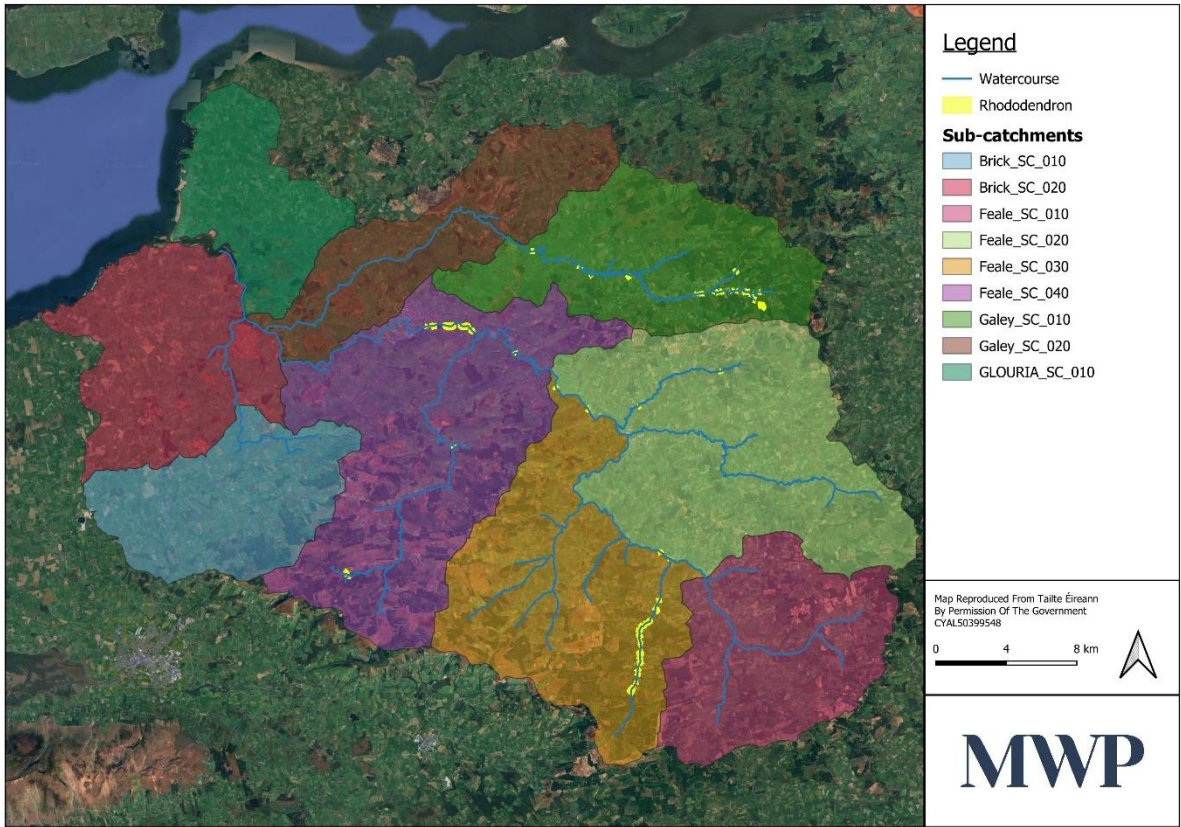 Legend
Watercourse
Rhododendron
Sub-catchments
Brick_SC_010
Brick_SC_020
Feale_SC_010
Feale_SC_020
Feale_SC_030
Feale_SC_040
Galey_SC_010
Galey_SC_020
GLOURIA_SC_010
Map Reproduced From Tailte Éireann
By Permission Of The Government
CYAL50399548
0 4 8 km
MWP